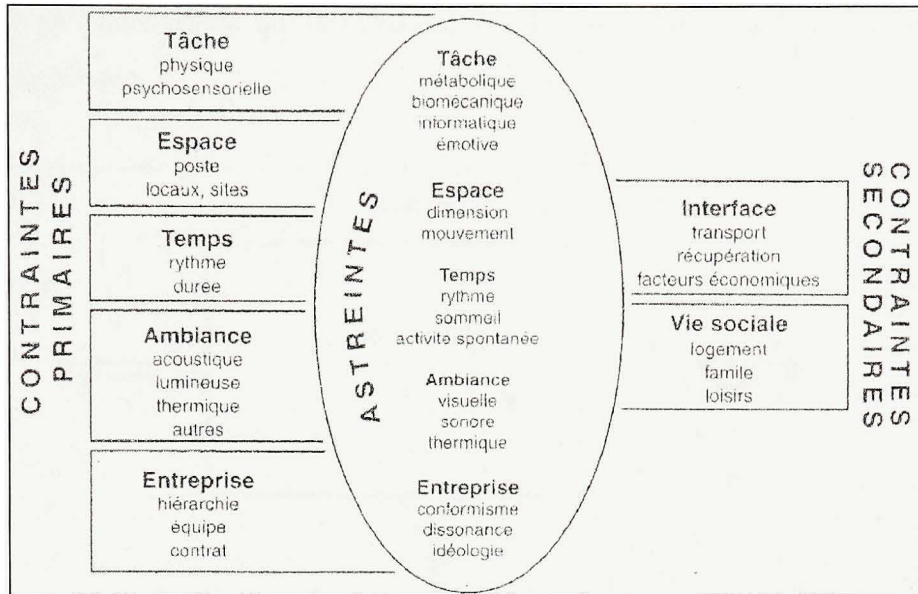 CONTRAINTES
PRIMAIRES
Tâche
physique
psychosensorielle
Espace
poste
locaux, sites
Temps
rythme
durée
Ambiance
acoustique
lumineuse
thermique
autres
Entreprise
hiérarchie
équipe
contrat
ASTREINTES
Tâche
métabolique
biomécanique
informatique
émotive
Espace
dimension
mouvement
Temps
rythme
sommeil
activité spontanée
Ambiance
visuelle
sonore
thermique
Entreprise
conformisme
dissonance
idéologie
Interface
transport
récupération
facteurs économiques
Vie sociale
logement
famile
loisirs
CONTRAINTES
SECONDAIRES